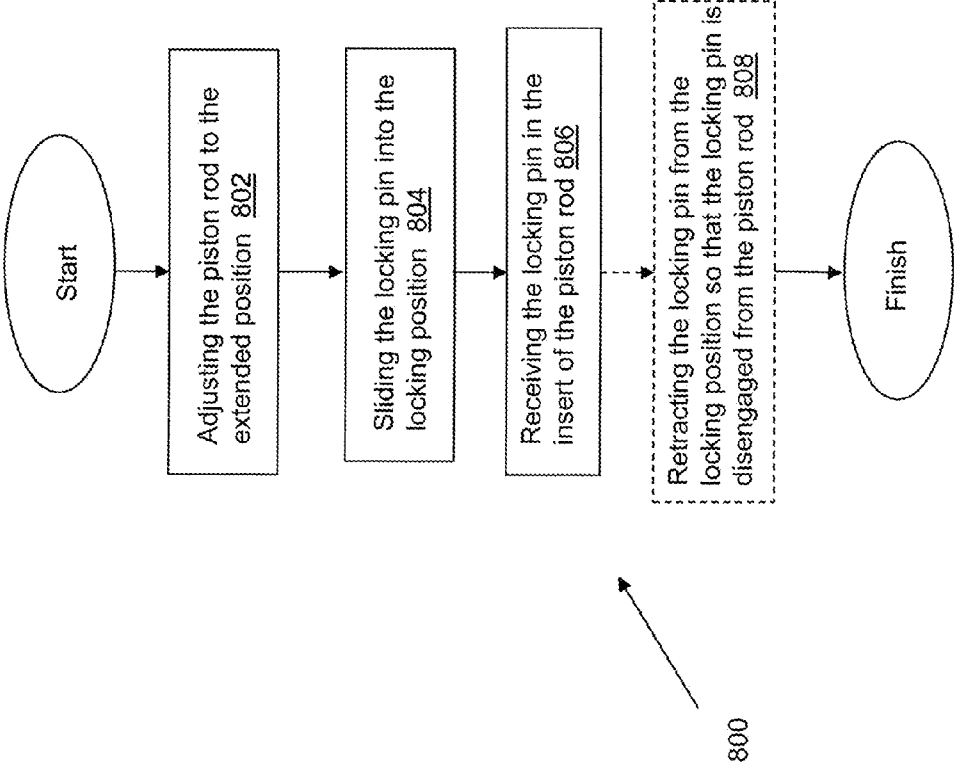 Start
Adjusting the piston rod to the
extended position 802
Sliding the locking pin into the
locking position 804
Receiving the locking pin in the
insert of the piston rod 806
Retracting the locking pin from the
locking position so that the locking pin is
disengaged from the piston rod 808
Finish
800